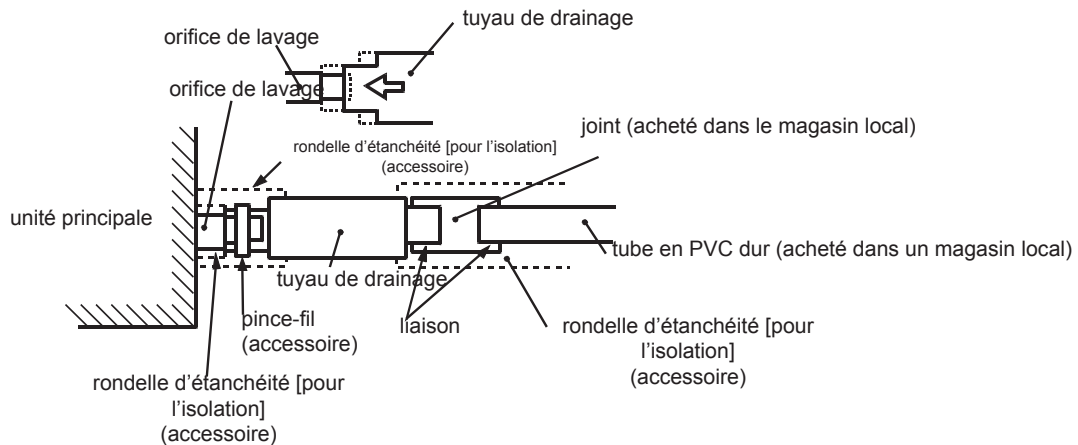 tuyau de drainage
orifice de lavage
orifice de lavage
joint (acheté dans le magasin local)
rondelle d'étanchéité [pour l'isolation]
(accessoire)
unité principale
tube en PVC dur (acheté dans un magasin local)
tuyau de drainage
pince-fil
(accessoire)
liaison
rondelle d'étanchéité [pour
l'isolation]
(accessoire)
rondelle d'étanchéité [pour
l'isolation]
(accessoire)